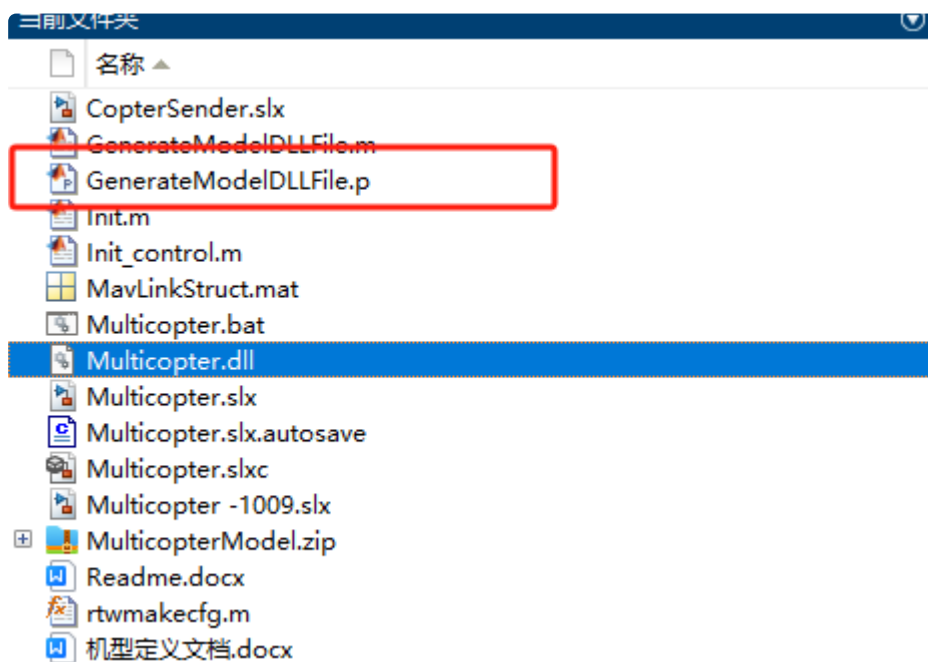 当前文件夹
名称
CopterSender.slx
GenerateModelDLLFile.m
GenerateModelDLLFile.p
Init.m
Init_control.m
MavLinkStruct.mat
Multicopter.bat
Multicopter.dll
Multicopter.slx
Multicopter.slx.autosave
Multicopter.slxc
Multicopter -1009.slx
MulticopterModel.zip
Readme.docx
rtwmakecfg.m
机型定义文档.docx